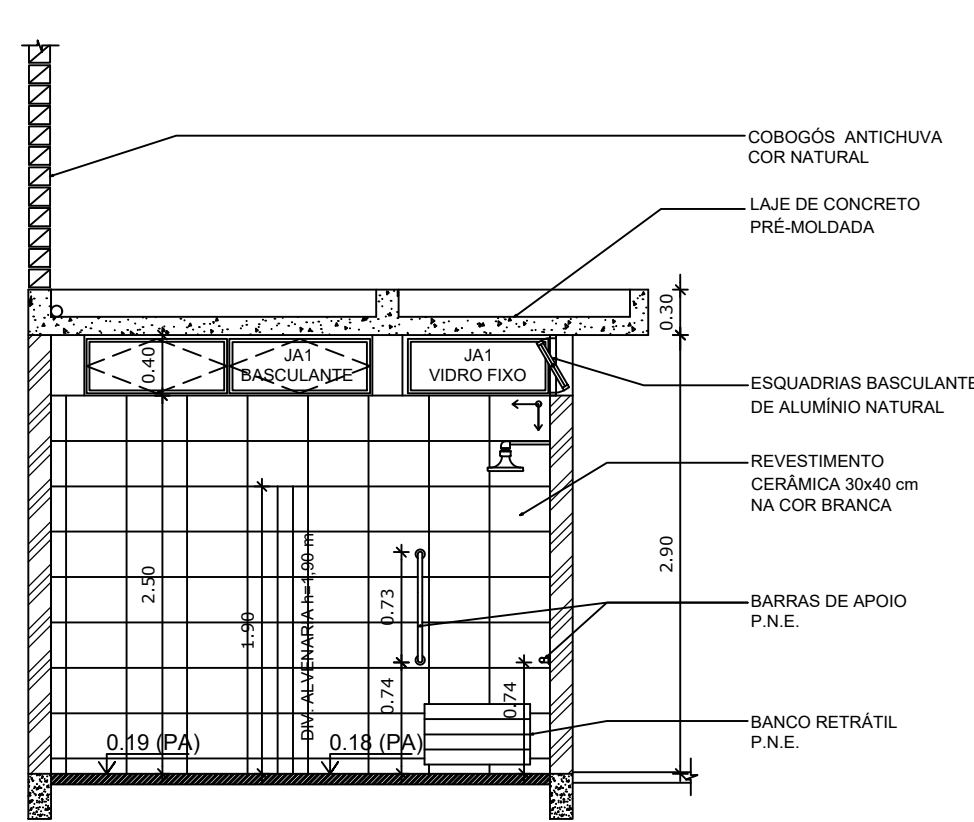 COBOGÓS ANTICHUVA
COR NATURAL
LAJE DE CONCRETO
PRÉ-MOLDADA
0.30
0.40
JA1
BASCULANTE
JA1
VIDRO FIXO
ESQUADRIAS BASCULANTE
DE ALUMÍNIO NATURAL
REVESTIMENTO
CERÂMICA 30x40 cm
NA COR BRANCA
2.90
2.50
1.90
DIV. ALVENARIA h=1,90 m
0.73
BARRAS DE APOIO
P.N.E.
0.74
0.74
BANCO RETRÁTIL
P.N.E.
0.19 (PA)
0.18 (PA)